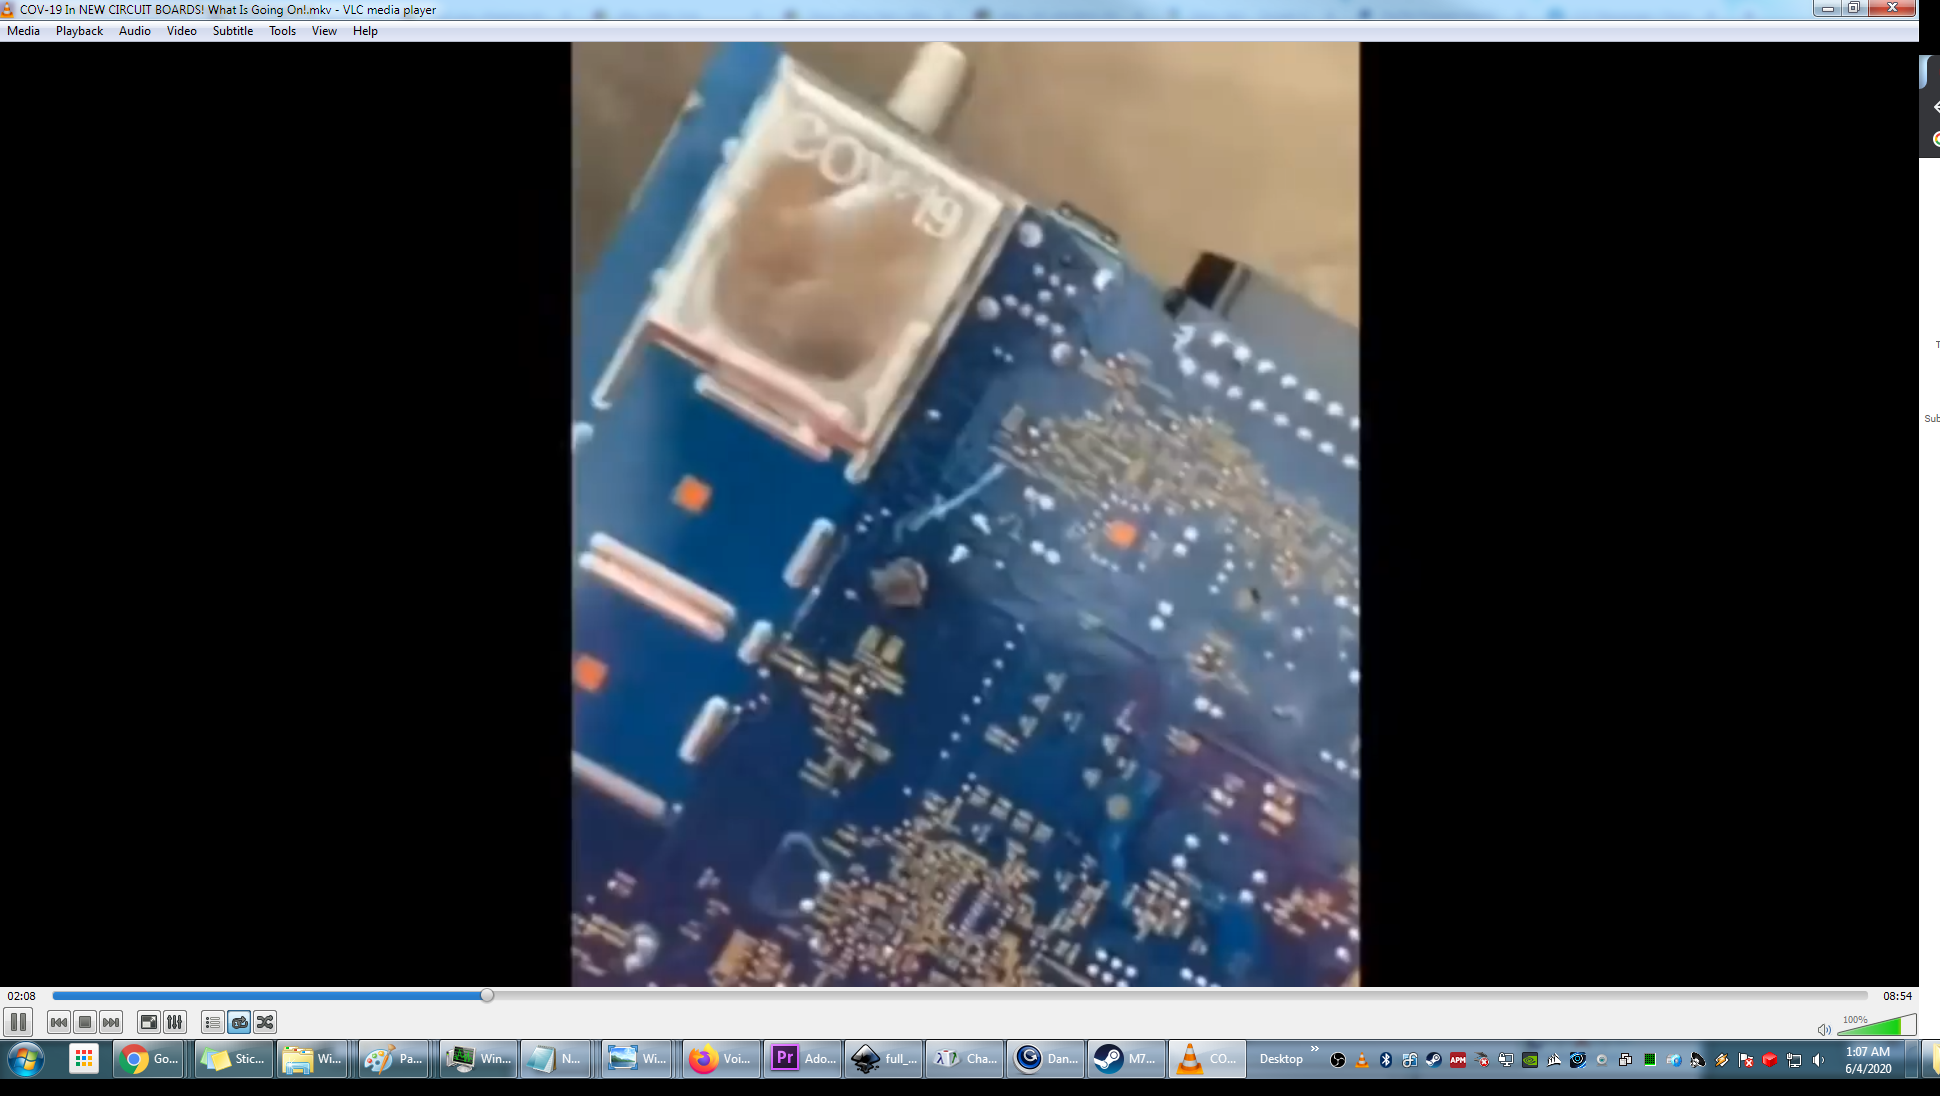 COV-19 In NEW CIRCUIT BOARDS! What Is Going On!.mkv - VLC media player
Media Playback Audio Video Subtitle Tools View Help
COV-19
T
Sub
02:08
08:54
100%
Go...
Stic...
Wi...
Pa...
Win...
N...
Wi...
Voi...
Pr Ado...
full_...
Cha...
Dan...
M7...
CO...
Desktop
»
APM
1:07 AM
6/4/2020